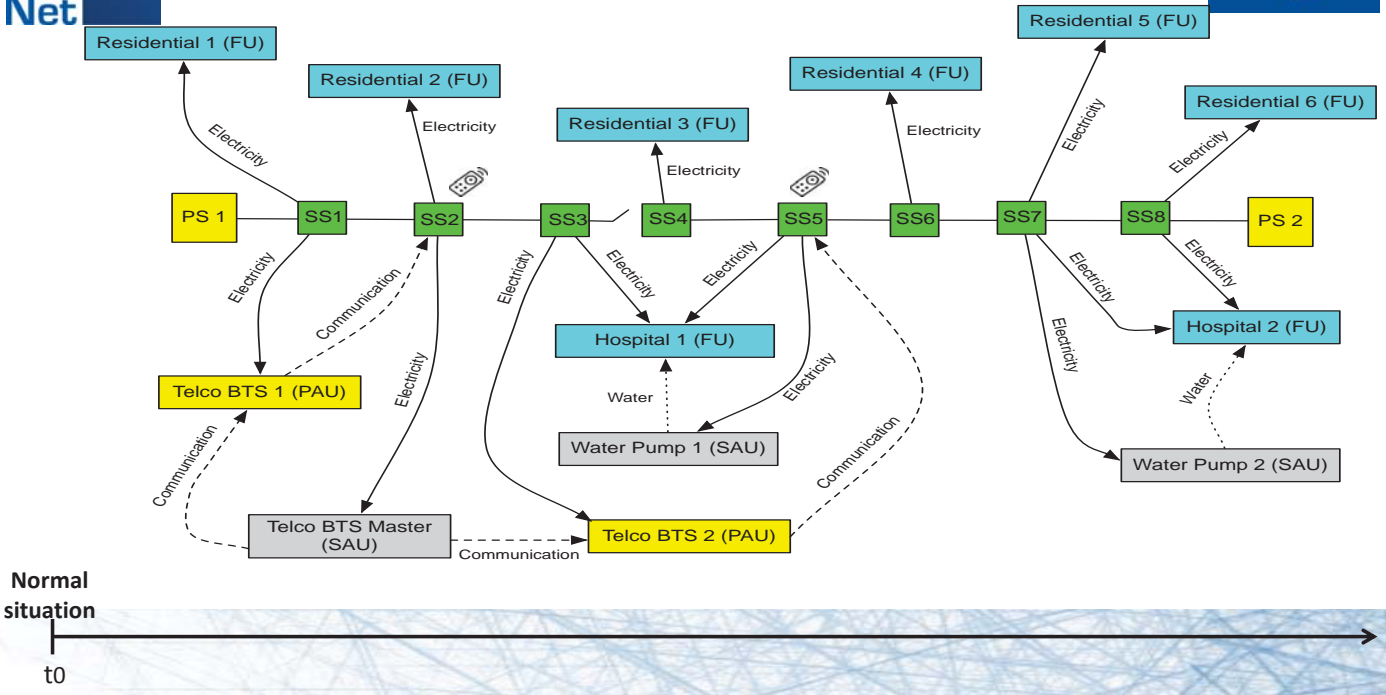 Net
Residential 1 (FU)
Residential 2 (FU)
Residential 3 (FU)
Residential 4 (FU)
Residential 5 (FU)
Residential 6 (FU)
Electricity
Electricity
Electricity
Electricity
Electricity
Electricity
PS 1
SS1
SS2
SS3
SS4
SS5
SS6
SS7
SS8
PS 2
Electricity
Communication
Electricity
Electricity
Electricity
Electricity
Electricity
Electricity
Electricity
Electricity
Hospital 1 (FU)
Hospital 2 (FU)
Telco BTS 1 (PAU)
Water
Water
Communication
Communication
Water Pump 1 (SAU)
Water Pump 2 (SAU)
Telco BTS Master
(SAU)
Communication
Telco BTS 2 (PAU)
Normal
situation
t0